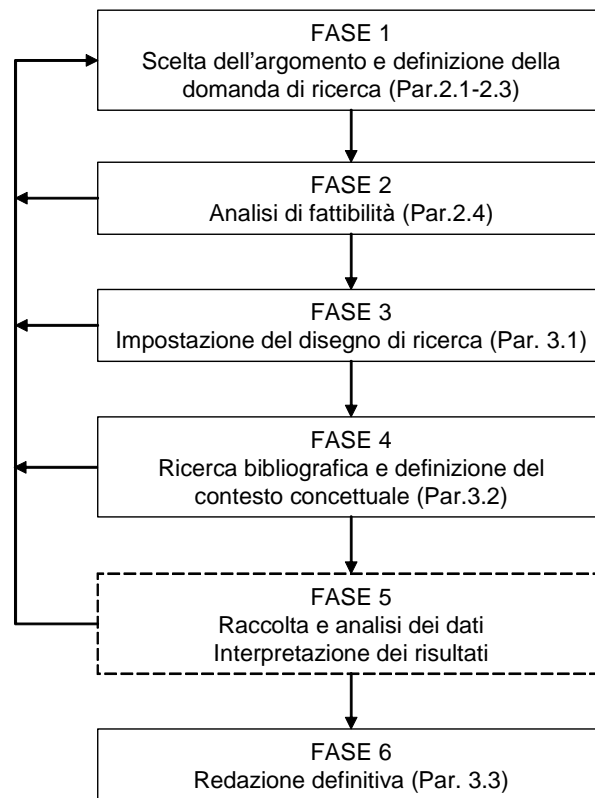 FASE 1
Scelta dell’argomento e definizione della
domanda di ricerca (Par.2.1-2.3)
FASE 2
Analisi di fattibilità (Par.2.4)
FASE 3
Impostazione del disegno di ricerca (Par. 3.1)
FASE 4
Ricerca bibliografica e definizione del
contesto concettuale (Par.3.2)
FASE 5
Raccolta e analisi dei dati
Interpretazione dei risultati
FASE 6
Redazione definitiva (Par. 3.3)